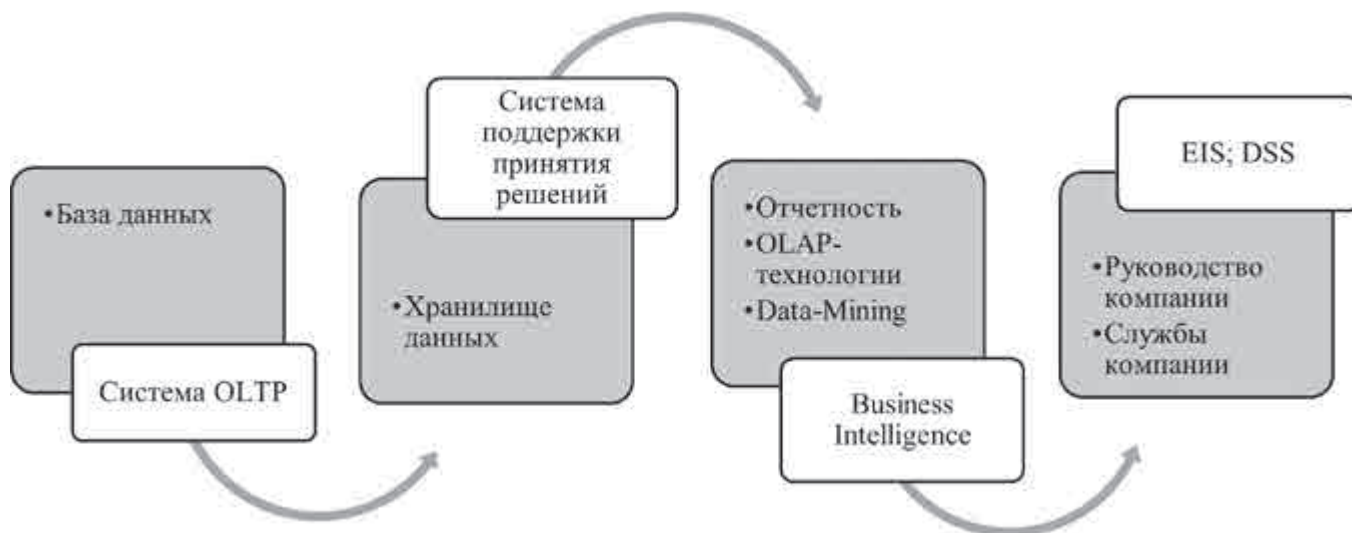 •База данных
Система OLTP
Система
поддержки
принятия
решений
•Хранилище
данных
•Отчетность
•OLAP-
технологии
•Data-Mining
Business
Intelligence
EIS; DSS
•Руководство
компании
•Службы
компании